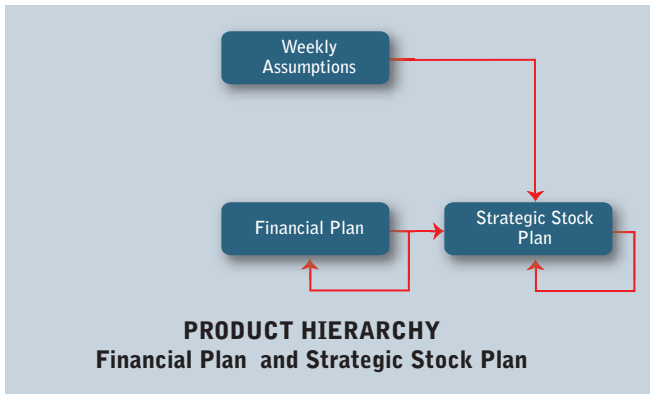 Weekly
Assumptions
Financial Plan
Strategic Stock
Plan
PRODUCT HIERARCHY
Financial Plan and Strategic Stock Plan